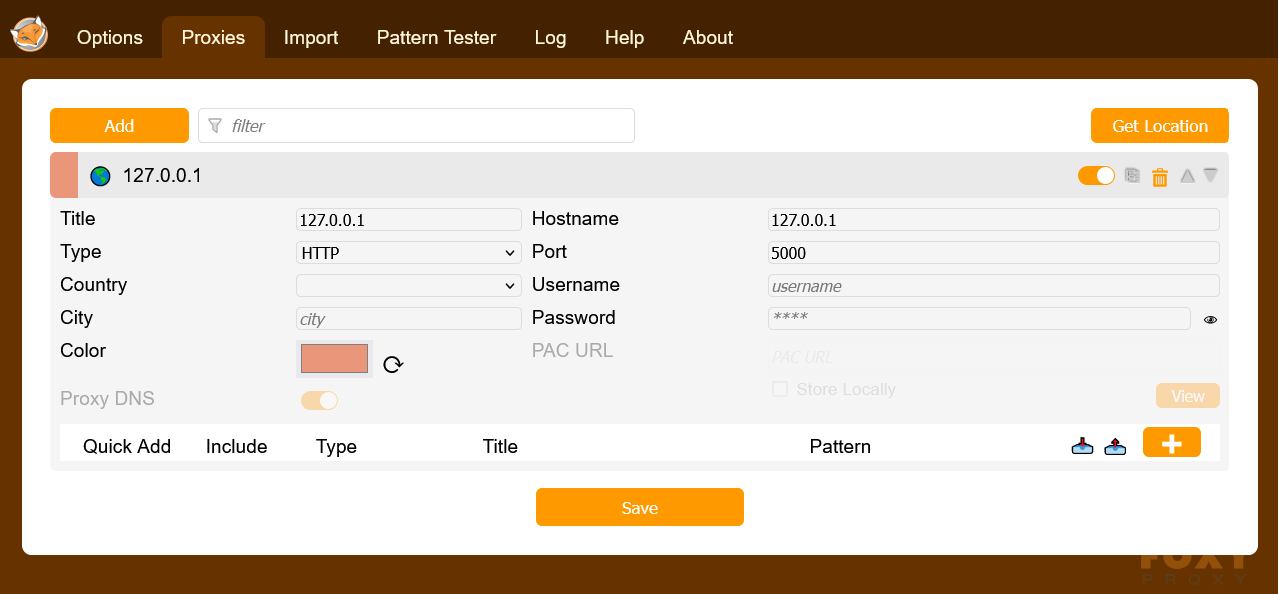 Options Proxies Import Pattern Tester Log Help About
Add filter Get Location
127.0.0.1
Title 127.0.0.1 Hostname 127.0.0.1
Type HTTP Port 5000
Country Username username
City city Password ****
Color PAC URL PAC URL
Store Locally View
Proxy DNS
Quick Add Include Type Title Pattern
Save
FOXY
PROXY